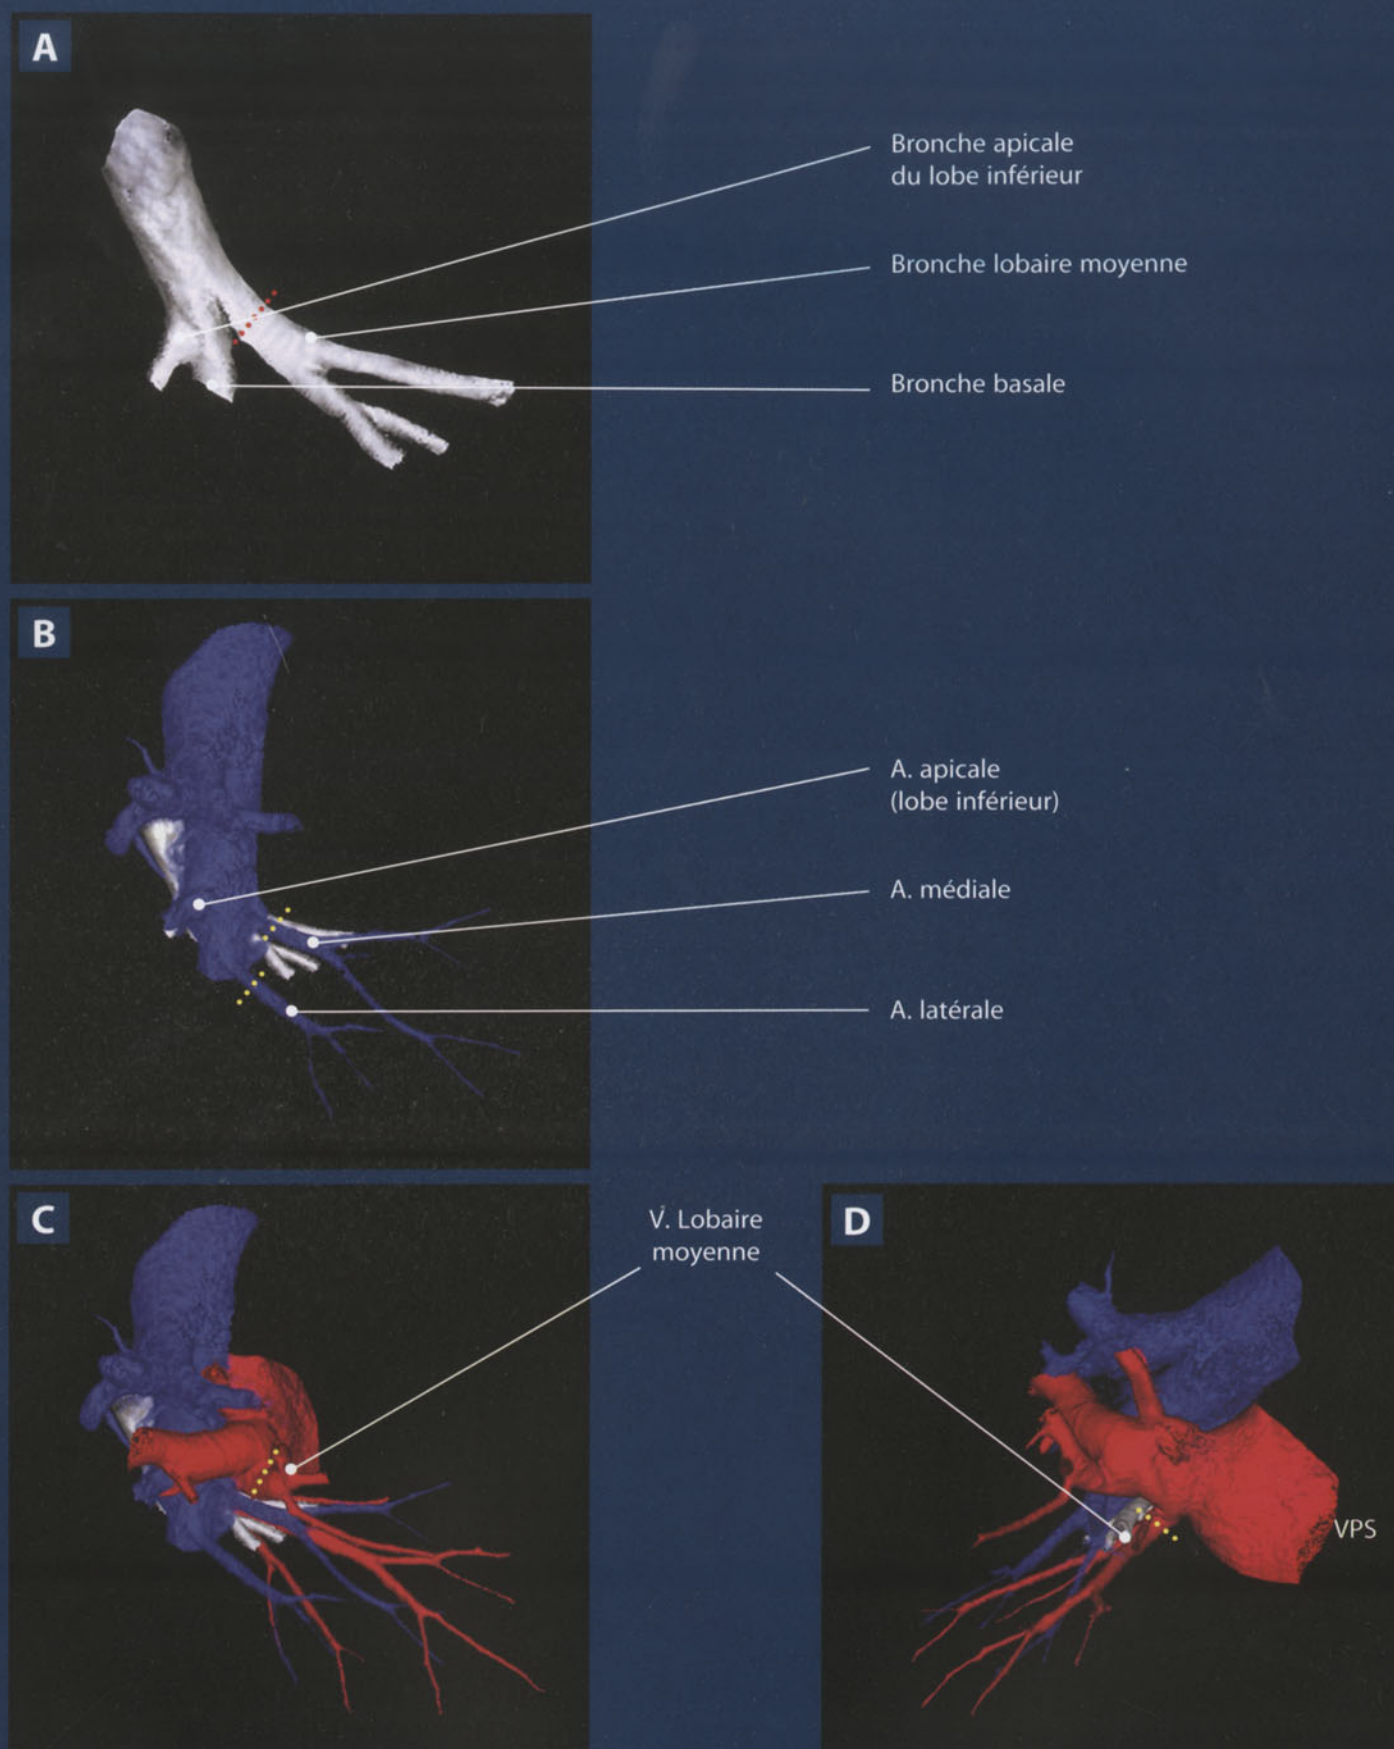 A
Bronche apicale
du lobe inférieur
Bronche lobaire moyenne
Bronche basale
B
A. apicale
(lobe inférieur)
A. médiale
A. latérale
C
V. Lobaire
moyenne
D
VPS